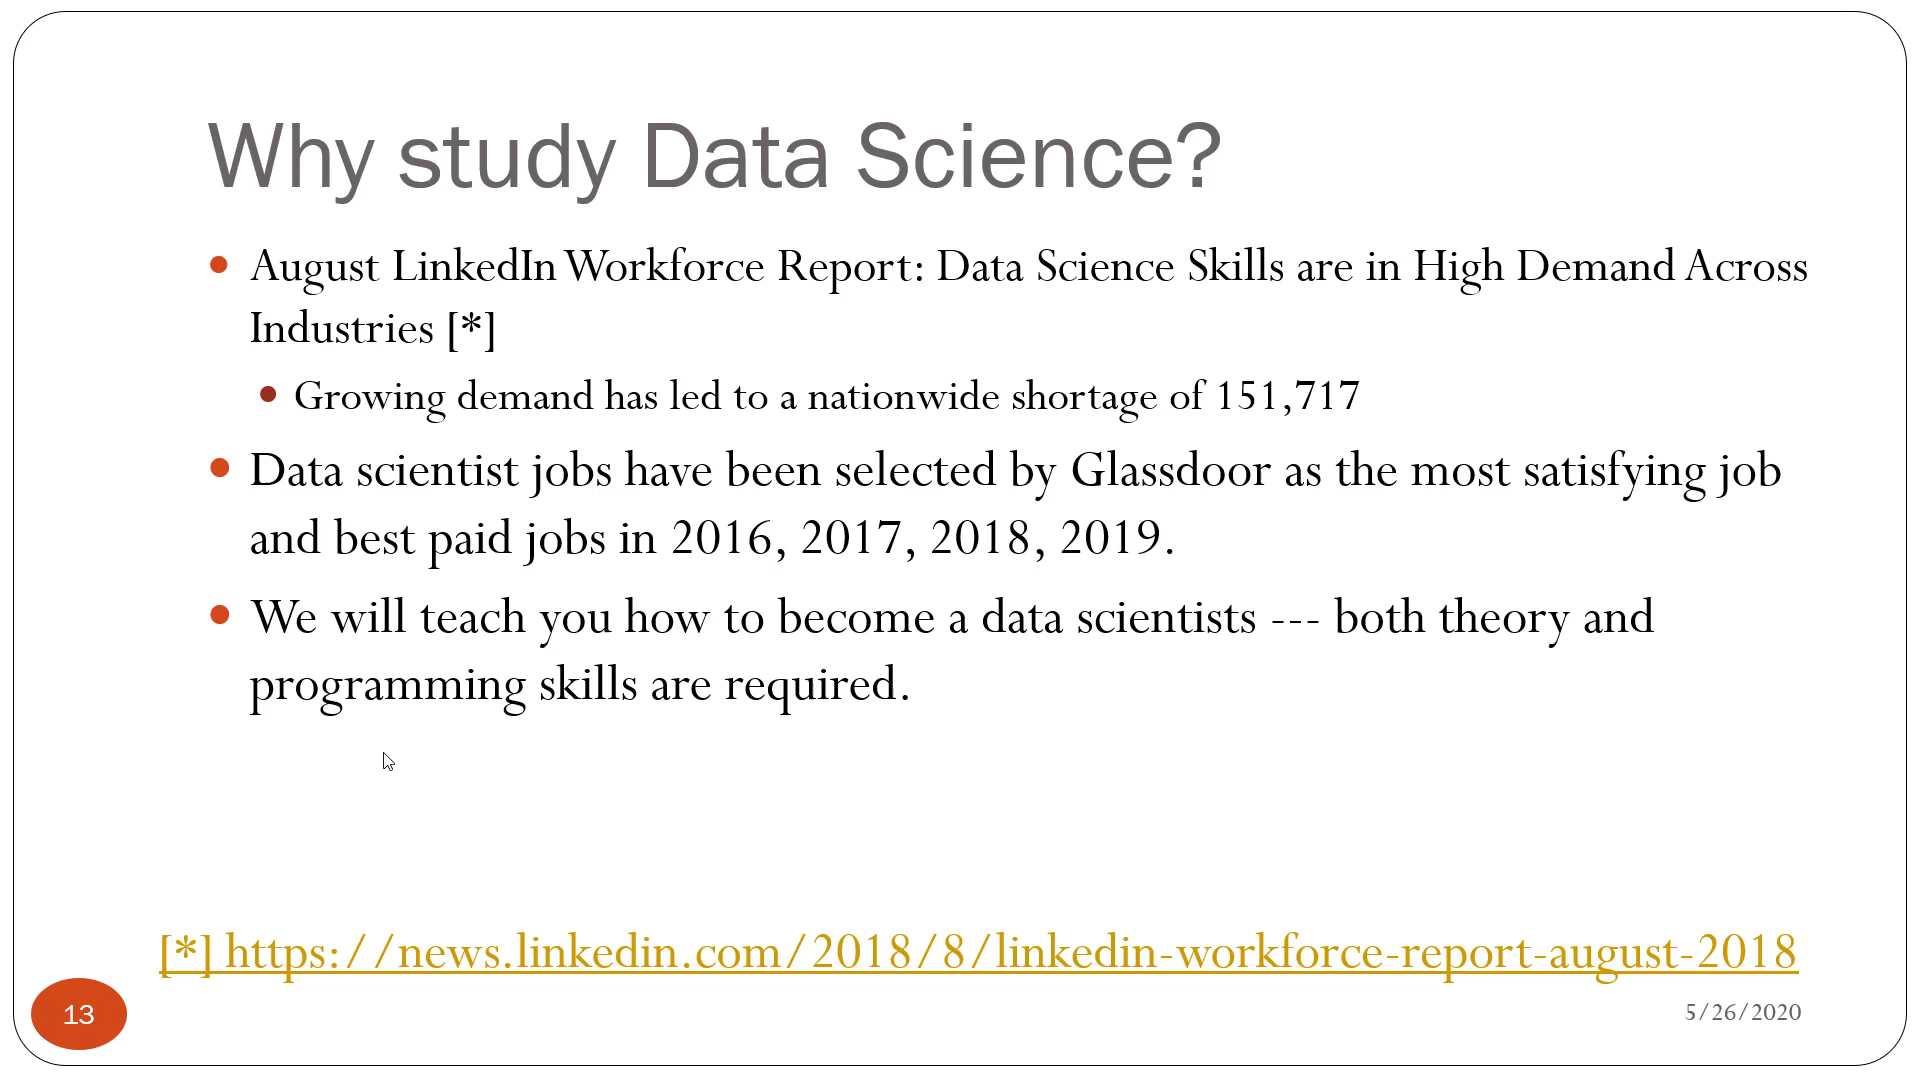 Why study Data Science?
August LinkedIn Workforce Report: Data Science Skills are in High Demand Across
Industries [*]
Growing demand has led to a nationwide shortage of 151,717
Data scientist jobs have been selected by Glassdoor as the most satisfying job
and best paid jobs in 2016, 2017, 2018, 2019.
We will teach you how to become a data scientists --- both theory and
programming skills are required.
[*] https://news.linkedin.com/2018/8/linkedin-workforce-report-august-2018
13
5/26/2020